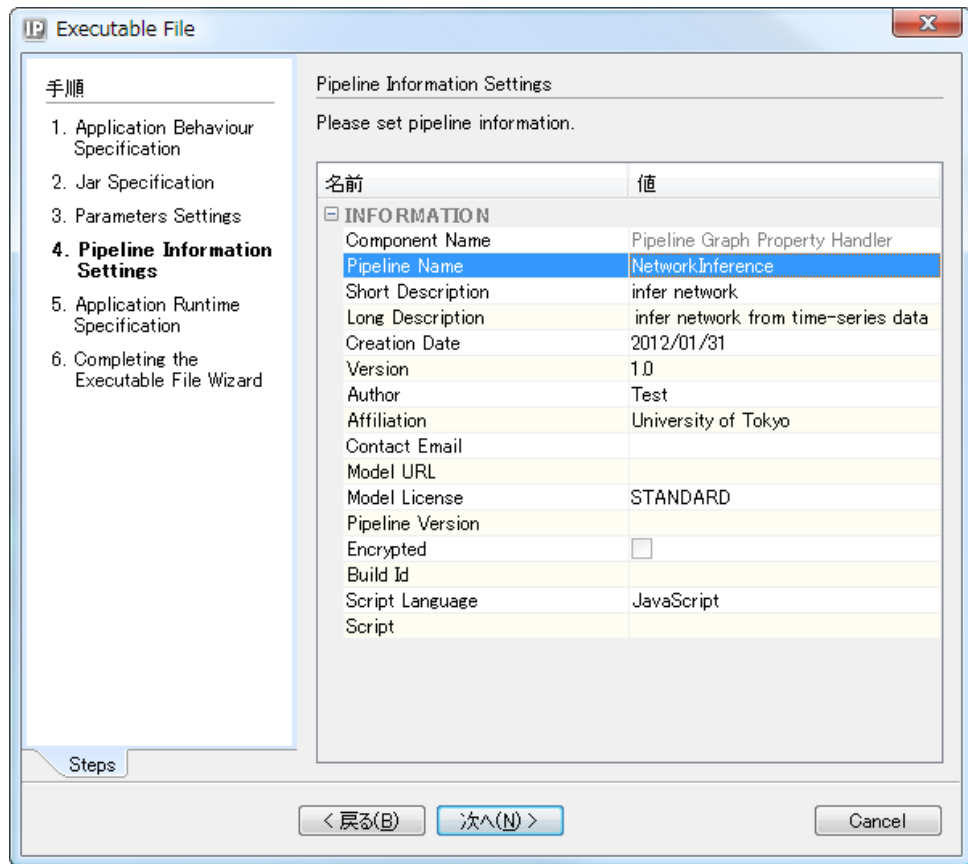 IP Executable File
手順
1. Application Behaviour
Specification
2. Jar Specification
3. Parameters Settings
4. Pipeline Information
Settings
5. Application Runtime
Specification
6. Completing the
Executable File Wizard
Steps
Pipeline Information Settings
Please set pipeline information.
名前 値
INFORMATION
Component Name Pipeline Graph Property Handler
Pipeline Name NetworkInference
Short Description infer network
Long Description infer network from time-series data
Creation Date 2012/01/31
Version 1.0
Author Test
Affiliation University of Tokyo
Contact Email
Model URL
Model License STANDARD
Pipeline Version
Encrypted
Build Id
Script Language JavaScript
Script
< 戻る(B) 次へ(N) > Cancel